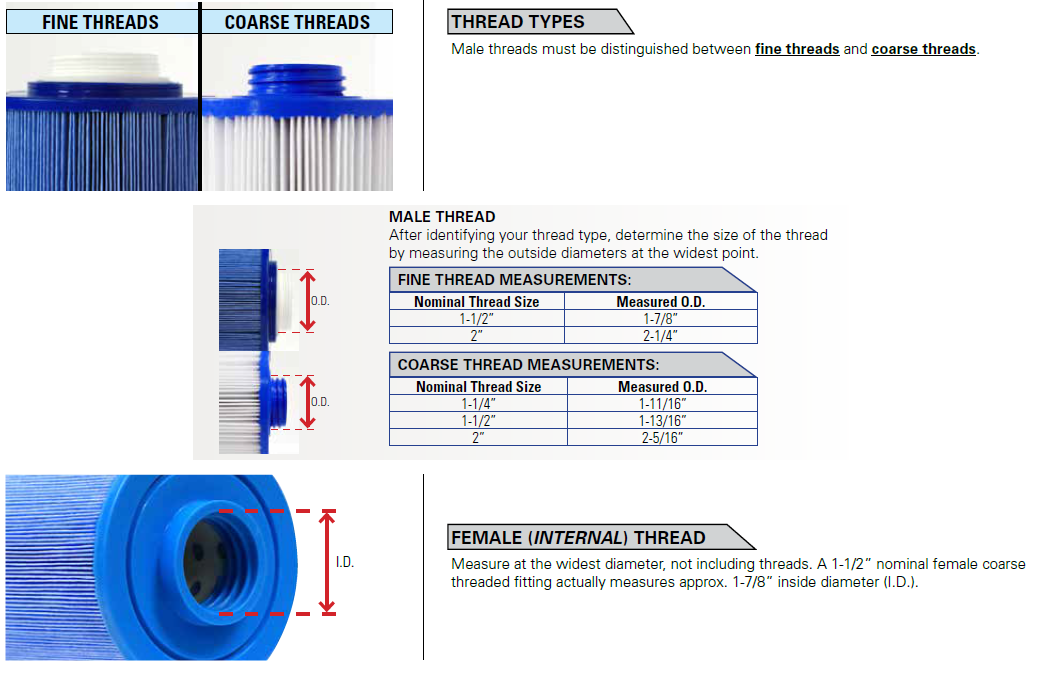 FINE THREADS
COARSE THREADS
THREAD TYPES
Male threads must be distinguished between fine threads and coarse threads.
MALE THREAD
After identifying your thread type, determine the size of the thread
by measuring the outside diameters at the widest point.
O.D.
O.D.
FINE THREAD MEASUREMENTS:
Nominal Thread Size Measured O.D.
1-1/2” 1-7/8”
2” 2-1/4”
COARSE THREAD MEASUREMENTS:
Nominal Thread Size Measured O.D.
1-1/4” 1-11/16”
1-1/2” 1-13/16”
2” 2-5/16”
I.D.
FEMALE (INTERNAL) THREAD
Measure at the widest diameter, not including threads. A 1-1/2” nominal female coarse
threaded fitting actually measures approx. 1-7/8” inside diameter (I.D.).